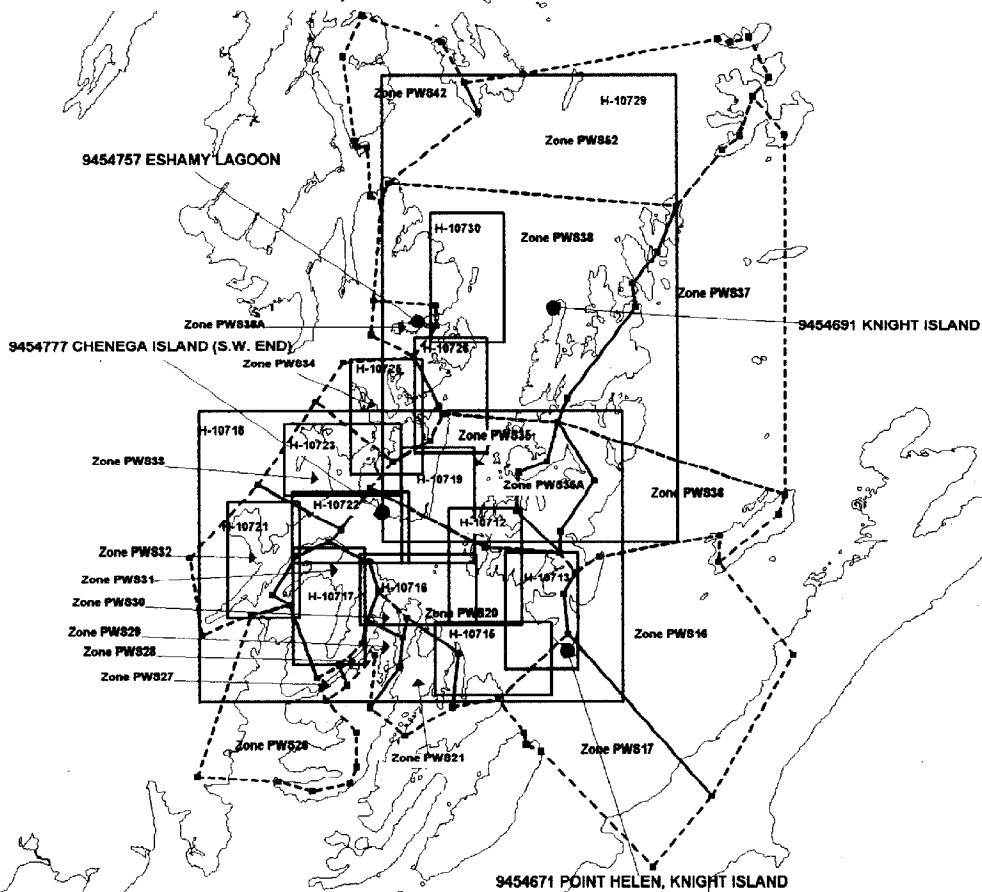 Zone PWS42
H-10729
Zone PWS52
9454757 ESHAMY LAGOON
H-10730
Zone PWS38
Zone PWS37
Zone PWS38A
9454691 KNIGHT ISLAND
9454777 CHENEGA ISLAND (S.W. END)
H-10726
Zone PWS34
H-10725
H-10718
H-10723
Zone PWS35
Zone PWS33
H-10719
Zone PWS35A
Zone PWS36
H-10722
H-10721
H-10712
Zone PWS32
Zone PWS31
H-10713
H-10717
H-10716
Zone PWS30
Zone PWS20
Zone PWS29
H-10715
Zone PWS16
Zone PWS28
Zone PWS27
Zone PWS26
Zone PWS21
Zone PWS17
9454671 POINT HELEN, KNIGHT ISLAND